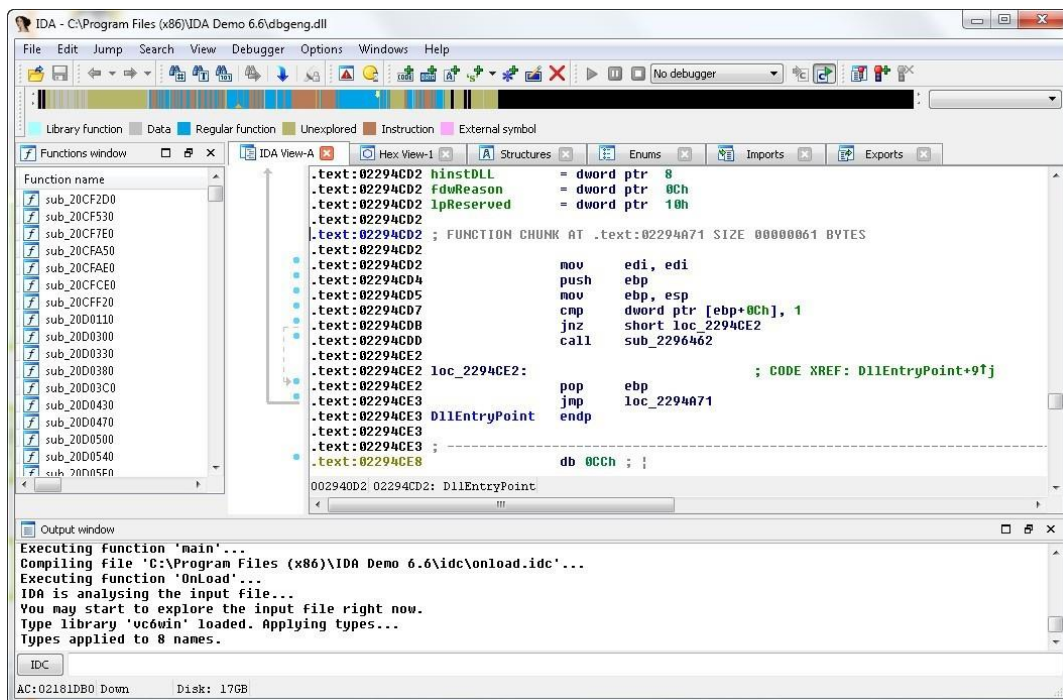 IDA - C:\Program Files (x86)\IDA Demo 6.6\dbgeng.dll
File Edit Jump Search View Debugger Options Windows Help
No debugger
Library function Data Regular function Unexplored Instruction External symbol
Functions window
IDA View-A Hex View-1 Structures Enums Imports Exports
Function name
sub_20CF2D0
sub_20CF530
sub_20CF7E0
sub_20CFA50
sub_20CFAE0
sub_20CFCE0
sub_20CFF20
sub_20D0110
sub_20D0300
sub_20D0330
sub_20D0380
sub_20D03C0
sub_20D0430
sub_20D0470
sub_20D0500
sub_20D0540
sub_20D05F0
.text:02294CD2 hinstDLL = dword ptr 8
.text:02294CD2 fdwReason = dword ptr 0Ch
.text:02294CD2 lpReserved = dword ptr 10h
.text:02294CD2
.text:02294CD2 ; FUNCTION CHUNK AT .text:02294A71 SIZE 00000061 BYTES
.text:02294CD2
.text:02294CD2 mov edi, edi
.text:02294CD4 push ebp
.text:02294CD5 mov ebp, esp
.text:02294CD7 cmp dword ptr [ebp+0Ch], 1
.text:02294CDB jnz short loc_2294CE2
.text:02294CDD call sub_2296462
.text:02294CE2
.text:02294CE2 loc_2294CE2: ; CODE XREF: DllEntryPoint+9↑j
.text:02294CE2 pop ebp
.text:02294CE3 jmp loc_2294A71
.text:02294CE3 DllEntryPoint endp
.text:02294CE3
.text:02294CE3 ; ---------------------------------------------------------------------------
.text:02294CE8 db 0CCh ; ¦
002940D2 02294CD2: DllEntryPoint
Output window
Executing function 'main'...
Compiling file 'C:\Program Files (x86)\IDA Demo 6.6\idc\onload.idc'...
Executing function 'OnLoad'...
IDA is analysing the input file...
You may start to explore the input file right now.
Type library 'vc6win' loaded. Applying types...
Types applied to 8 names.
IDC
AC:02181DB0 Down Disk: 17GB